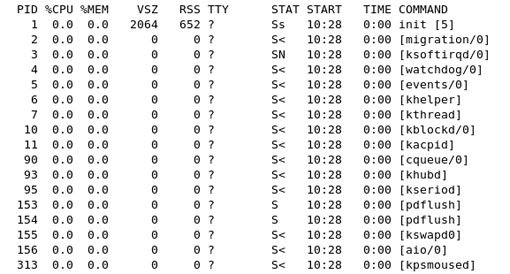 PID %CPU %MEM VSZ RSS TTY STAT START TIME COMMAND
1 0.0 0.0 2064 652 ? Ss 10:28 0:00 init [5]
2 0.0 0.0 0 0 ? S< 10:28 0:00 [migration/0]
3 0.0 0.0 0 0 ? SN 10:28 0:00 [ksoftirqd/0]
4 0.0 0.0 0 0 ? S< 10:28 0:00 [watchdog/0]
5 0.0 0.0 0 0 ? S< 10:28 0:00 [events/0]
6 0.0 0.0 0 0 ? S< 10:28 0:00 [khelper]
7 0.0 0.0 0 0 ? S< 10:28 0:00 [kthread]
10 0.0 0.0 0 0 ? S< 10:28 0:00 [kblockd/0]
11 0.0 0.0 0 0 ? S< 10:28 0:00 [kacpid]
90 0.0 0.0 0 0 ? S< 10:28 0:00 [cqueue/0]
93 0.0 0.0 0 0 ? S< 10:28 0:00 [khubd]
95 0.0 0.0 0 0 ? S< 10:28 0:00 [kseriod]
153 0.0 0.0 0 0 ? S 10:28 0:00 [pdflush]
154 0.0 0.0 0 0 ? S 10:28 0:00 [pdflush]
155 0.0 0.0 0 0 ? S< 10:28 0:00 [kswapd0]
156 0.0 0.0 0 0 ? S< 10:28 0:00 [aio/0]
313 0.0 0.0 0 0 ? S< 10:28 0:00 [kpsmoused]